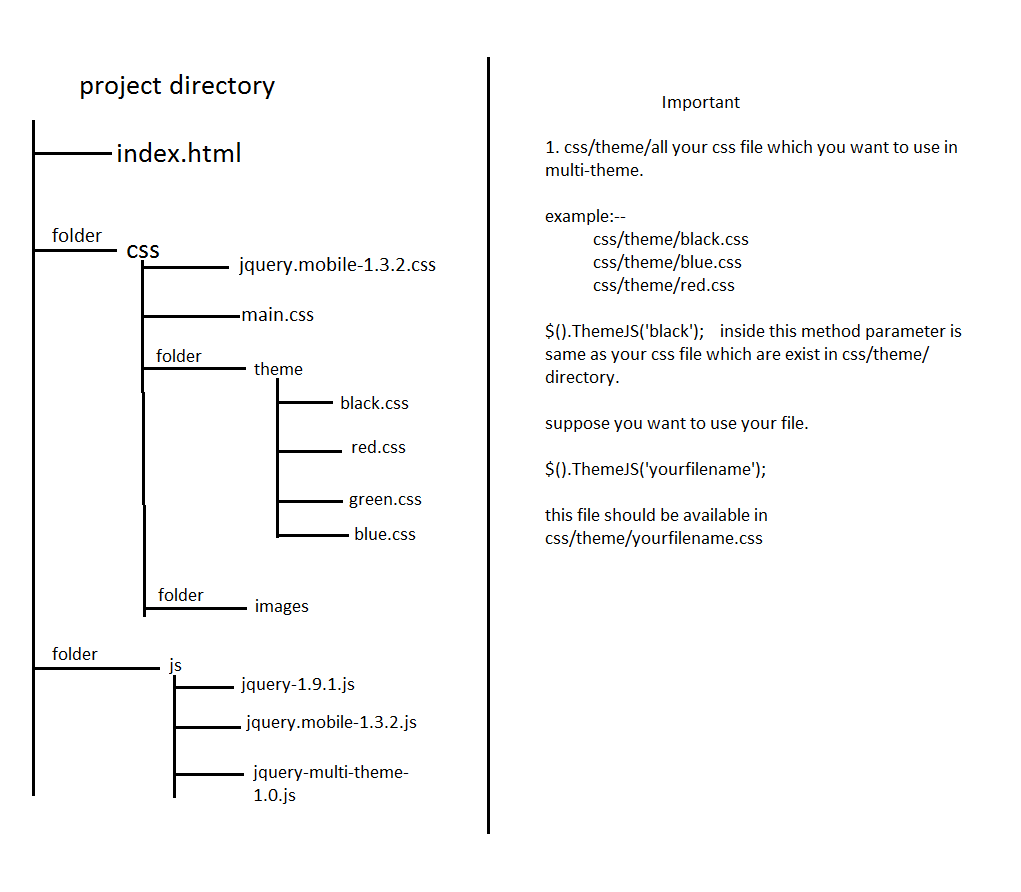 project directory
index.html
folder
css
jquery.mobile-1.3.2.css
main.css
folder
theme
black.css
red.css
green.css
blue.css
folder
images
folder
js
jquery-1.9.1.js
jquery.mobile-1.3.2.js
jquery-multi-theme-
1.0.js
Important
1. css/theme/all your css file which you want to use in
multi-theme.
example:--
css/theme/black.css
css/theme/blue.css
css/theme/red.css
$().ThemeJS('black'); inside this method parameter is
same as your css file which are exist in css/theme/
directory.
suppose you want to use your file.
$().ThemeJS('yourfilename');
this file should be available in
css/theme/yourfilename.css